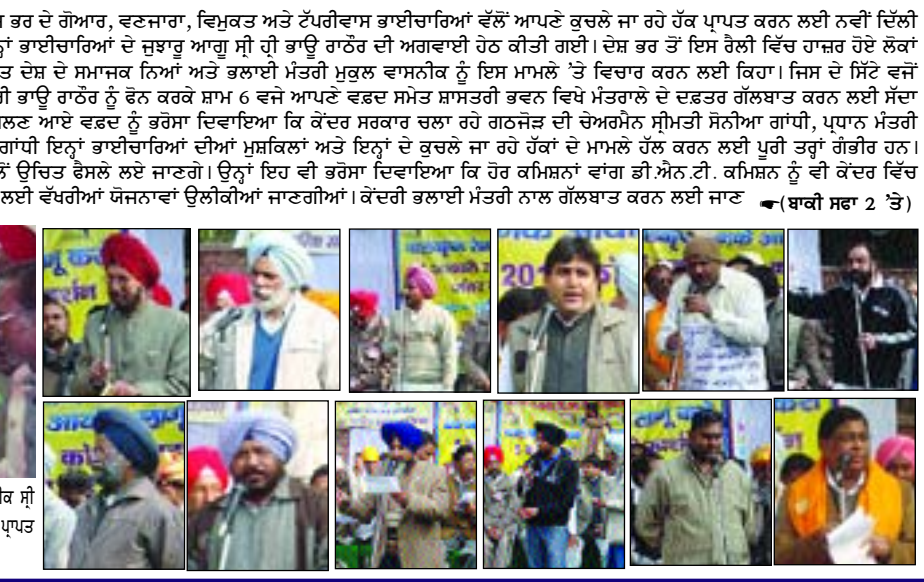 ਭਰ ਦੇ ਗੋਆਰ, ਵਣਜਾਰਾ, ਵਿਮੁਕਤ ਅਤੇ ਟੱਪਰੀਵਾਸ ਭਾਈਚਾਰਿਆਂ ਵੱਲੋਂ ਆਪਣੇ ਕੁਚਲੇ ਜਾ ਰਹੇ ਹੱਕ ਪ੍ਰਾਪਤ ਕਰਨ ਲਈ ਨਵੀਂ ਦਿੱਲੀ
ਭਾਈਚਾਰਿਆਂ ਦੇ ਜੁਝਾਰੂ ਆਗੂ ਸ੍ਰੀ ਹ੍ਰੀ ਭਾਊ ਰਾਠੌਰ ਦੀ ਅਗਵਾਈ ਹੇਠ ਕੀਤੀ ਗਈ। ਦੇਸ਼ ਭਰ ਤੋਂ ਇਸ ਰੈਲੀ ਵਿੱਚ ਹਾਜ਼ਰ ਹੋਏ ਲੋਕਾਂ
ਤ ਦੇਸ਼ ਦੇ ਸਮਾਜਕ ਨਿਆਂ ਅਤੇ ਭਲਾਈ ਮੰਤਰੀ ਮੁਕੁਲ ਵਾਸਨੀਕ ਨੂੰ ਇਸ ਮਾਮਲੇ 'ਤੇ ਵਿਚਾਰ ਕਰਨ ਲਈ ਕਿਹਾ। ਜਿਸ ਦੇ ਸਿੱਟੇ ਵਜੋਂ
ਰੀ ਭਾਊ ਰਾਠੌਰ ਨੂੰ ਫੋਨ ਕਰਕੇ ਸ਼ਾਮ 6 ਵਜੇ ਆਪਣੇ ਵਫ਼ਦ ਸਮੇਤ ਸ਼ਾਸਤਰੀ ਭਵਨ ਵਿਖੇ ਮੰਤਰਾਲੇ ਦੇ ਦਫ਼ਤਰ ਗੱਲਬਾਤ ਕਰਨ ਲਈ ਸੱਦਾ
ਲਣ ਆਏ ਵਫ਼ਦ ਨੂੰ ਭਰੋਸਾ ਦਿਵਾਇਆ ਕਿ ਕੇਂਦਰ ਸਰਕਾਰ ਚਲਾ ਰਹੇ ਗਠਜੋੜ ਦੀ ਚੇਅਰਮੈਨ ਸ੍ਰੀਮਤੀ ਸੋਨੀਆ ਗਾਂਧੀ, ਪ੍ਰਧਾਨ ਮੰਤਰੀ
ਗਾਂਧੀ ਇਨ੍ਹਾਂ ਭਾਈਚਾਰਿਆਂ ਦੀਆਂ ਮੁਸ਼ਕਿਲਾਂ ਅਤੇ ਇਨ੍ਹਾਂ ਦੇ ਕੁਚਲੇ ਜਾ ਰਹੇ ਹੱਕਾਂ ਦੇ ਮਾਮਲੇ ਹੱਲ ਕਰਨ ਲਈ ਪੂਰੀ ਤਰ੍ਹਾਂ ਗੰਭੀਰ ਹਨ।
ਉਚਿਤ ਫੈਸਲੇ ਲਏ ਜਾਣਗੇ। ਉਨ੍ਹਾਂ ਇਹ ਵੀ ਭਰੋਸਾ ਦਿਵਾਇਆ ਕਿ ਹੋਰ ਕਮਿਸ਼ਨਾਂ ਵਾਂਗ ਡੀ.ਐਨ.ਟੀ. ਕਮਿਸ਼ਨ ਨੂੰ ਵੀ ਕੇਂਦਰ ਵਿੱਚ
ਲਈ ਵੱਖਰੀਆਂ ਯੋਜਨਾਵਾਂ ਉਲੀਕੀਆਂ ਜਾਣਗੀਆਂ। ਕੇਂਦਰੀ ਭਲਾਈ ਮੰਤਰੀ ਨਾਲ ਗੱਲਬਾਤ ਕਰਨ ਲਈ ਜਾਣ ☛(ਬਾਕੀ ਸਫਾ 2 'ਤੇ)
ਕ ਸ੍ਰੀ
ਪ੍ਰਾਪਤ